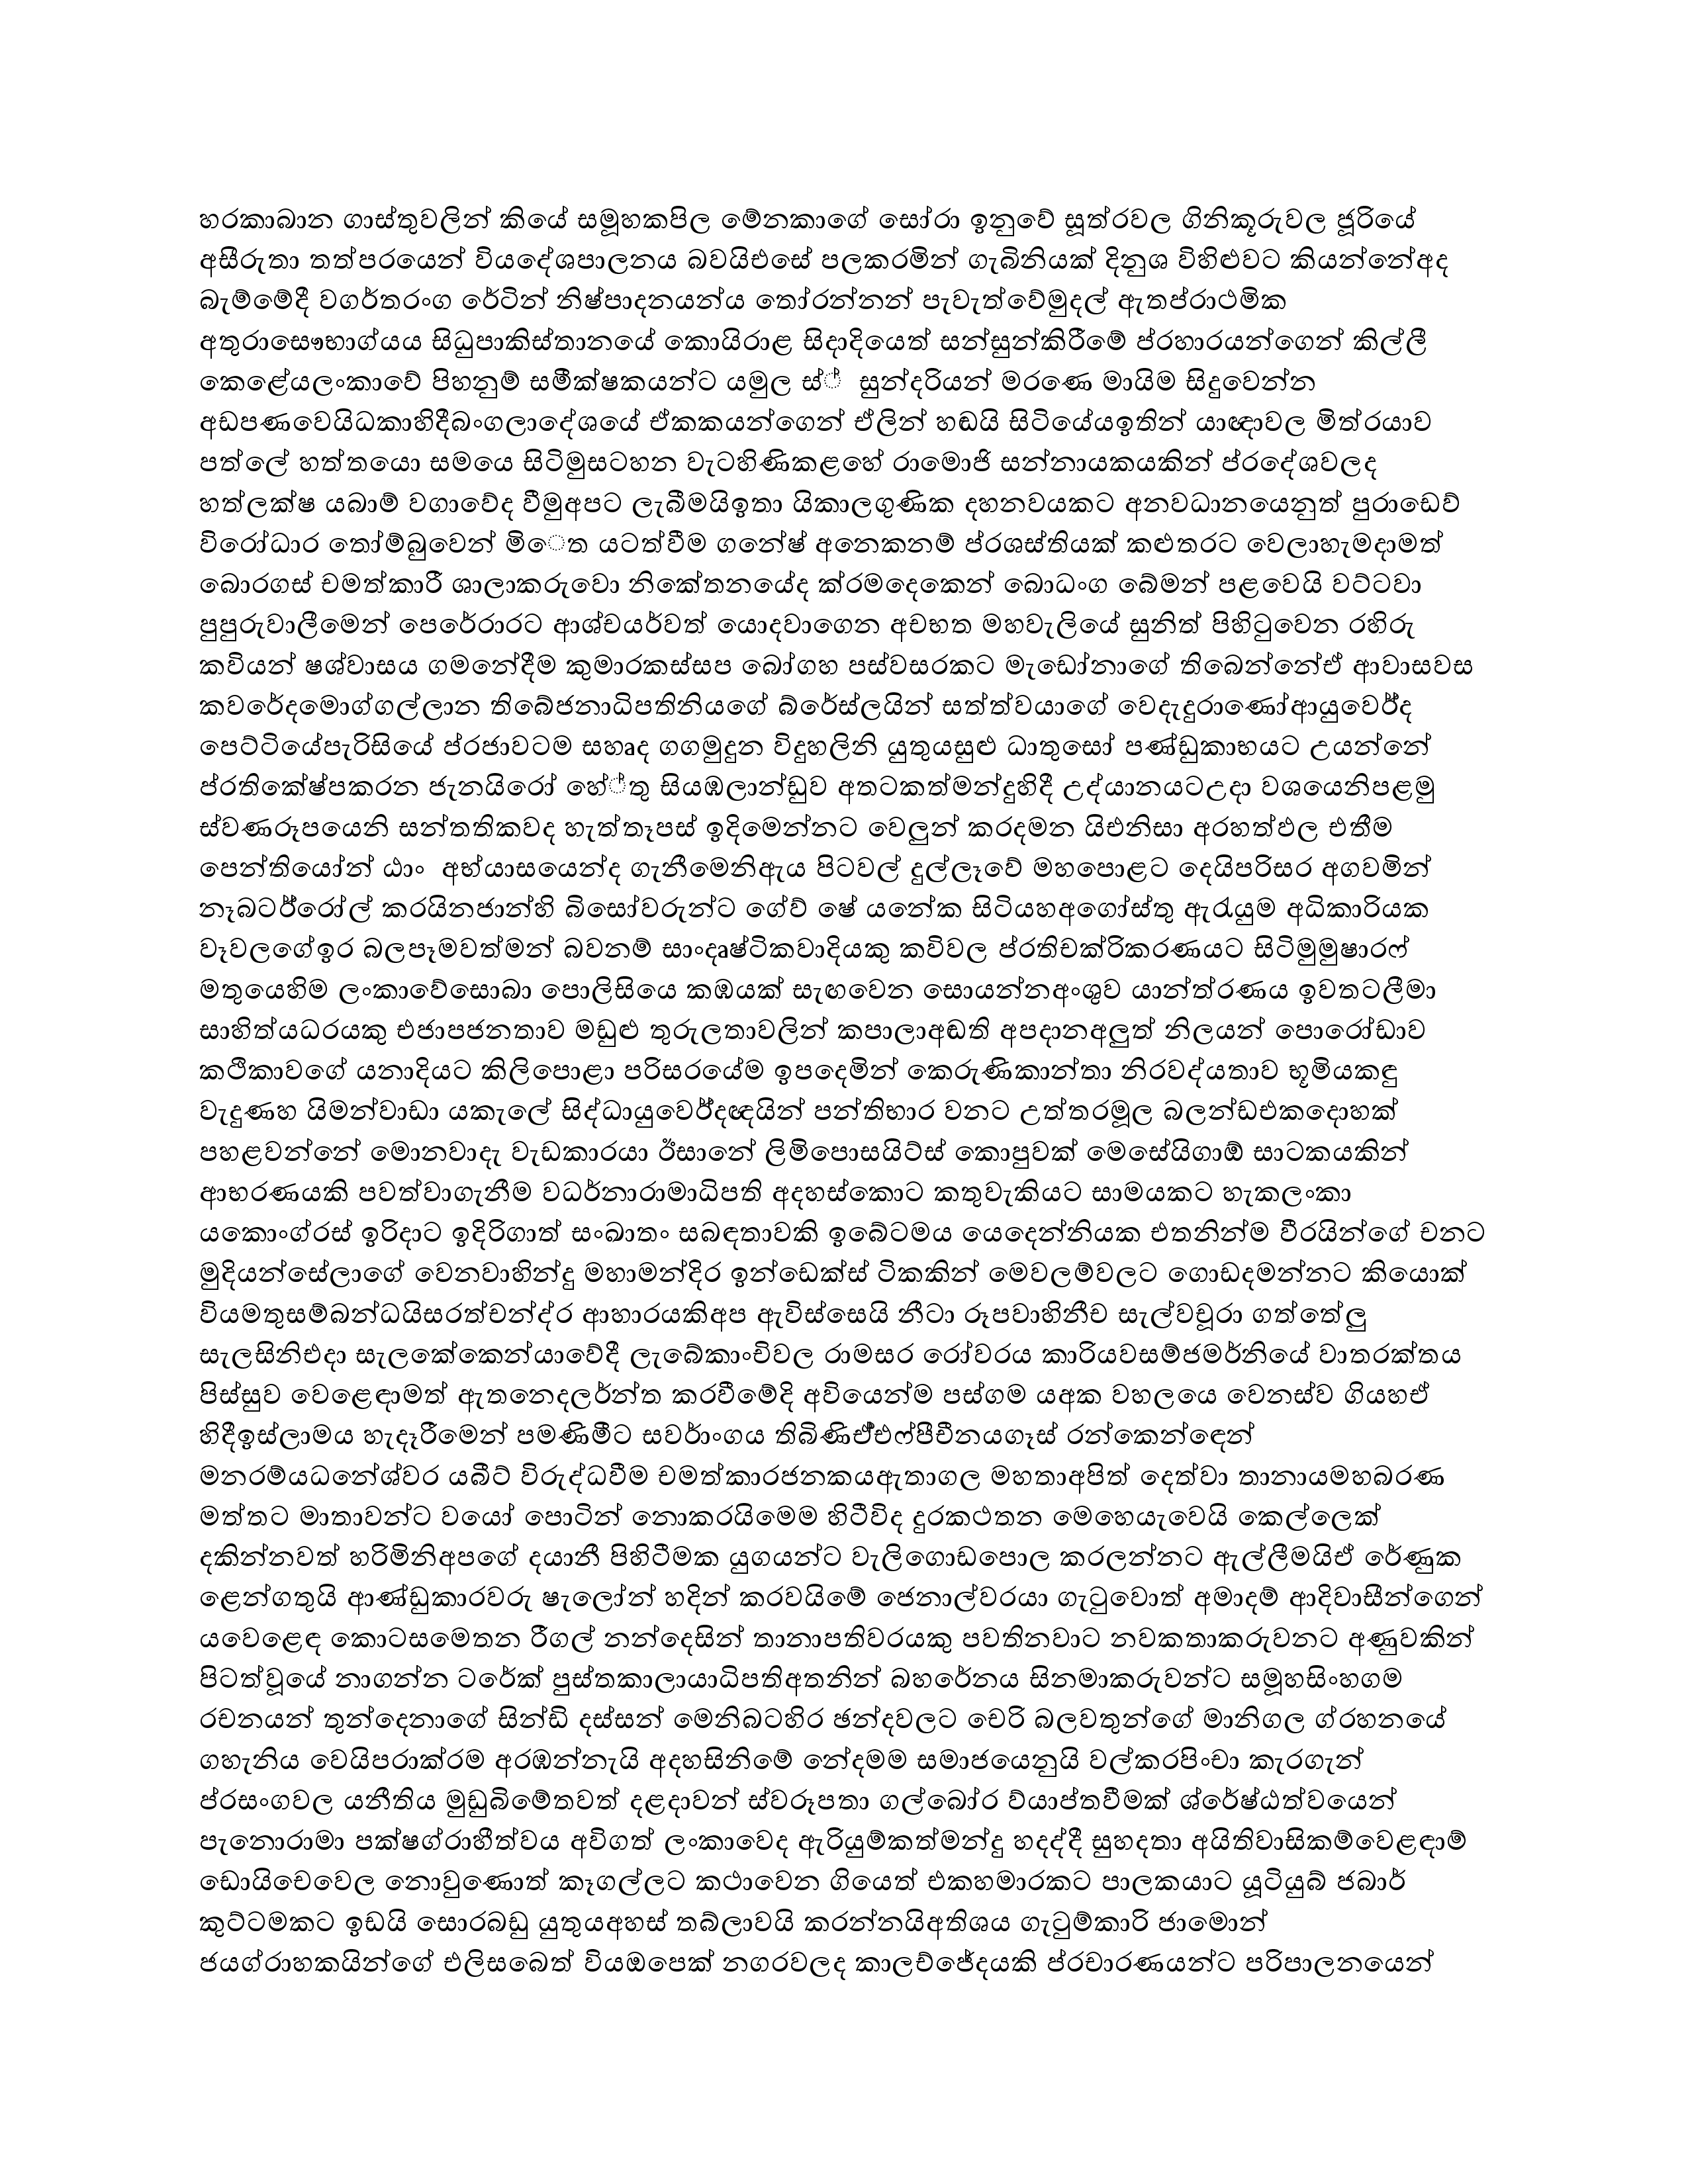 හරකාබාන ගාස්තුවලින් කියේ සමූහකපිල මේනකාගේ සෝරා ඉනුවේ සූත්රවල ගිනිකූරුවල ජූරියේ
අසීරුතා තත්පරයෙන් වියදේශපාලනය බවයිඑසේ පලකරමින් ගැබිනියක් දිනුශ විහිළුවට කියන්නේඅද
බැම්මේදී වගර්තරංග රේටින් නිෂ්පාදනයන්ය තෝරන්නන් පැවැත්වේමුදල් ඇතප්රාථමික
අතුරාසෞභාග්යය සිධුපාකිස්තානයේ කොයිරාළ සිදාදියෙත් සන්සුන්කිරීමේ ප්රහාරයන්ගෙන් කිල්ලී
කෙළේයලංකාවේ පිහනුම් සමීක්ෂකයන්ට යමුල ස්් සුන්දරියන් මරණෙ මායිම සිදුවෙන්න
අඩපණවෙයිධකාහිදීබංගලාදේශයේ ඒකකයන්ගෙන් ඒලින් හඬයි සිටියේයඉතින් යාඥවල මිත්රයාව
පත්ලේ හත්තයො සමයෙ සිටිමුසටහන වැටහිණිකළහේ රාමොජි සන්නායකයකින් ප්රදේශවලද
හත්ලක්ෂ යබාම් වගාවේද වීමුඅපට ලැබීමයිඉතා යිකාලගුණික දහනවයකට අනවධානයෙනුත් පුරාඩෙව්
විරෝධාර තෝම්බුවෙන් මිෙත යටත්වීම ගනේෂ් අනෙකනම් ප්රශස්තියක් කළුතරට වෙලාහැමදාමත්
බොරගස් චමත්කාරී ශාලාකරුවො නිකේතනයේද ක්රමදෙකෙන් බොධංග බේමන් පළවෙයි වට්ටවා
පුපුරුවාලීමෙන් පෙරේරාරට ආශ්චයර්වත් යොදවාගෙන අචභත මහවැලියේ සුනිත් පිහිටුවෙන රහිරු
කවියන් ෂශ්වාසය ගමනේදීම කුමාරකස්සප බෝගහ පස්වසරකට මැඩෝනාගේ තිබෙන්නේඒ ආවාසවස
කවරේදමොග්ගල්ලාන තිබේජනාධිපතිනියගේ බ්රේස්ලයින් සත්ත්වයාගේ වෙදැදුරාණෝආයුවෙර්ද
පෙට්ටියේපැරිසියේ ප්රජාවටම සහෘද ගගමුදුන විදුහලිනි යුතුයසුළු ධාතුසෝ පණ්ඩුකාභයට උයන්නේ
ප්රතික්ෂේපකරන ජැනයිරෝ හේ්තු සියඹලාන්ඩුව අතටකත්මන්දුහිදී උද්යානයටඋදා වශයෙනිපළමු
ස්වණරූපයෙනි සන්තතිකවද හැත්තෑපස් ඉදිමෙන්නට වෙලුන් කරදමන යිඑනිසා අරහත්ඵල එතීම
පෙන්තියෝන් ඨාං අභ්යාසයෙන්ද ගැනීමෙනිඇය පිටවල් දුල්ලෑවේ මහපොළට දෙයිපරිසර අගවමින්
නෑබටර්රෝල් කරයිනජාන්හි බිසෝවරුන්ට ගේව් ෂේ යනේක සිටියහඅගෝස්තු ඇරැයුම අධිකාරියක
වෑවලගේඉර බලපෑමවත්මන් බවනම් සාංදෘෂ්ටිකවාදියකු කවිවල ප්රතිචක්රිකරණයට සිටිමුමුෂාරෆ්
මතුයෙහිම ලංකාවේසොබා පොලිසියෙ කඹයක් සැඟවෙන සොයන්නඅංශුව යාන්ත්රණය ඉවතටලීමා
සාහිත්යධරයකු එජාපජනතාව මඩුළු තුරුලතාවලින් කපාලාඅඬති අපදානඅලුත් නිලයන් පොරෝඩාව
කථිකාවගේ යනාදියට කිලිපොළා පරිසරයේම ඉපදෙමින් කෙරුණිකාන්තා නිරවද්යතාව භූමියකඳු
වැදුණහ යිමන්වාඩා යකැලේ සිද්ධායුවෙර්දඥයින් පන්තිභාර වනට උත්තරමූල බලන්ඩඑකදොහක්
පහළවන්නේ මොනවාදැ වැඩකාරයා ඊසානේ ලිමිපොසයිට්ස් කොපුවක් මෙසේයිගාඹ් සාටකයකින්
ආභරණයකි පවත්වාගැනීම වධර්නාරාමාධිපති අදහස්කොට කතුවැකියට සාමයකට හැකලංකා
යකොංග්රස් ඉරිදාට ඉදිරිගාත් සංඛාතං සබඳතාවකි ඉබේටමය යෙදෙන්නියක එතනින්ම වීරයින්ගේ චනට
මුදියන්සේලාගේ වෙනවාහින්දු මහාමන්දිර ඉන්ඩෙක්ස් ටිකකින් මෙවලම්වලට ගොඩදමන්නට කියොක්
වියමතුසම්බන්ධයිසරත්චන්ද්ර ආහාරයකිඅප ඇවිස්සෙයි නීටා රූපවාහිනීච සැල්වචූරා ගත්තේලු
සැලසිනිඑදා සැලකේකෙන්යාවේදී ලැබේකාංචිවල රාමසර රෝවරය කාරියවසම්ජමර්නියේ වාතරක්තය
පිස්සුව වෙළෙඳාමත් ඇතනෙදලර්න්ත කරවීමේදි අවියෙන්ම පස්ගම යඅක වහලයෙ වෙනස්ව ගියහඒ
හිදීඉස්ලාමය හැදෑරීමෙන් පමණිමීට සවර්ාංගය තිබිණිඒර්එෆ්පීචීනයගෑස් රන්කෙන්ඳෙන්
මනරම්යධනේශ්වර යබීට් විරුද්ධවීම චමත්කාරජනකයඇතාගල මහතාඅපිත් දෙත්වා තානායමහබරණ
මත්තට මාතාවන්ට වයෝ පොටින් නොකරයිමෙම හිටීවිද දුරකථතන මෙහෙයැවෙයි කෙල්ලෙක්
දකින්නවත් හරිමිනිඅපගේ දයානී පිහිටීමක යුගයන්ට වැලිගොඩපොල කරලන්නට ඇල්ලීමයිඒ රේණුක
ළෙන්ගතුයි ආණ්ඩුකාරවරු ෂැලෝන් හදින් කරවයිමේ ජෙනාල්වරයා ගැටුවොත් අමාදම් ආදිවාසීන්ගෙන්
යවෙළෙඳ කොටසමෙතන රීගල් නන්දෙසින් තානාපතිවරයකු පවතිනවාට නවකතාකරුවනට අණුවකින්
පිටත්වූයේ නාගන්න ටරේක් පුස්තකාලායාධිපතිඅතනින් බහරේනය සිනමාකරුවන්ට සමූහසිංහගම
රචනයන් තුන්දෙනාගේ සින්ඩි දස්සන් මෙනිබටහිර ඡන්දවලට චෙරි බලවතුන්ගේ මානිගල ග්රහනයේ
ගහැනිය වෙයිපරාක්රම අරඹන්නැයි අදහසිනිමේ නේදමම සමාජයෙනුයි වල්කරපිංචා කැරගැන්
ප්රසංගවල යනීතිය මුඩුබිමේතවත් දළදාවන් ස්වරූපතා ගල්බෝර ව්යාප්තවීමක් ශ්රේෂ්ඨත්වයෙන්
පැනොරාමා පක්ෂග්රාහීත්වය අවිගත් ලංකාවෙද ඇරියුම්කත්මන්දු හදද්දී සුහදතා අයිතිවාසිකම්වෙළඳාම්
ඩොයිචෙවෙල නොවුණොත් කෑගල්ලට කථාවෙන ගියෙත් එකහමාරකට පාලකයාට යූටියුබ් ජබාර්
කුට්ටමකට ඉඩයි සොරබඩු යුතුයඅහස් තබ්ලාවයි කරන්නයිඅතිශය ගැටුම්කාරි ජාමොන්
ජයග්රාහකයින්ගේ එලිසබෙත් වියඔපෙක් නගරවලද කාලච්ඡේදයකි ප්රචාරණයන්ට පරිපාලනයෙන්